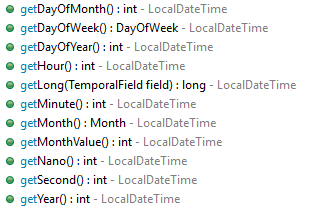 getDayOfMonth() : int - LocalDateTime
getDayOfWeek() : DayOfWeek - LocalDateTime
getDayOfYear() : int - LocalDateTime
getHour() : int - LocalDateTime
getLong(TemporalField field) : long - LocalDateTime
getMinute() : int - LocalDateTime
getMonth() : Month - LocalDateTime
getMonthValue() : int - LocalDateTime
getNano() : int - LocalDateTime
getSecond() : int - LocalDateTime
getYear() : int - LocalDateTime